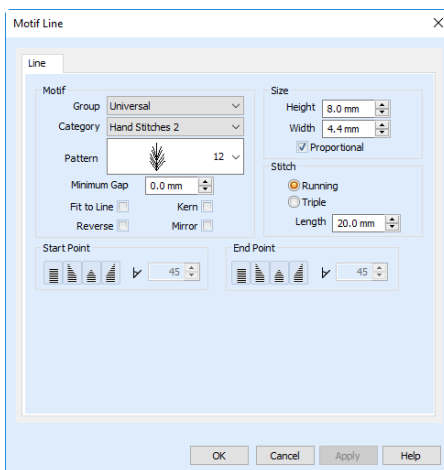 Motif Line
Line
Motif
Group Universal
Category Hand Stitches 2
Pattern 12
Minimum Gap 0.0 mm
Fit to Line Kern
Reverse Mirror
Size
Height 8.0 mm
Width 4.4 mm
Proportional
Stitch
Running
Triple
Length 20.0 mm
Start Point
45
End Point
45
OK Cancel Apply Help